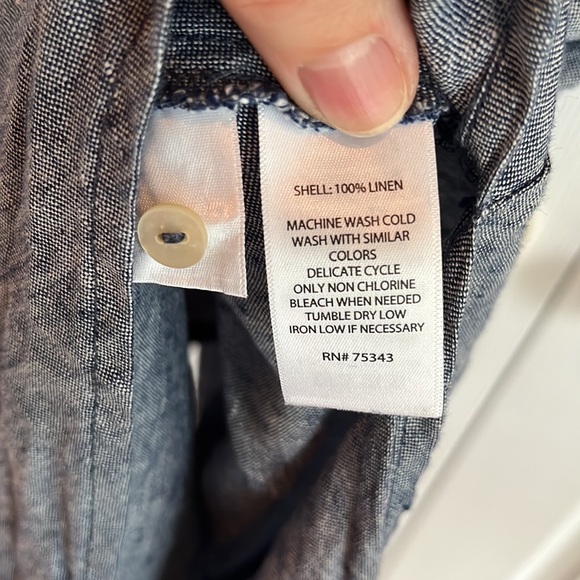 SHELL: 100% LINEN
MACHINE WASH COLD
WASH WITH SIMILAR
COLORS
DELICATE CYCLE
ONLY NON CHLORINE
BLEACH WHEN NEEDED
TUMBLE DRY LOW
IRON LOW IF NECESSARY
RN# 75343